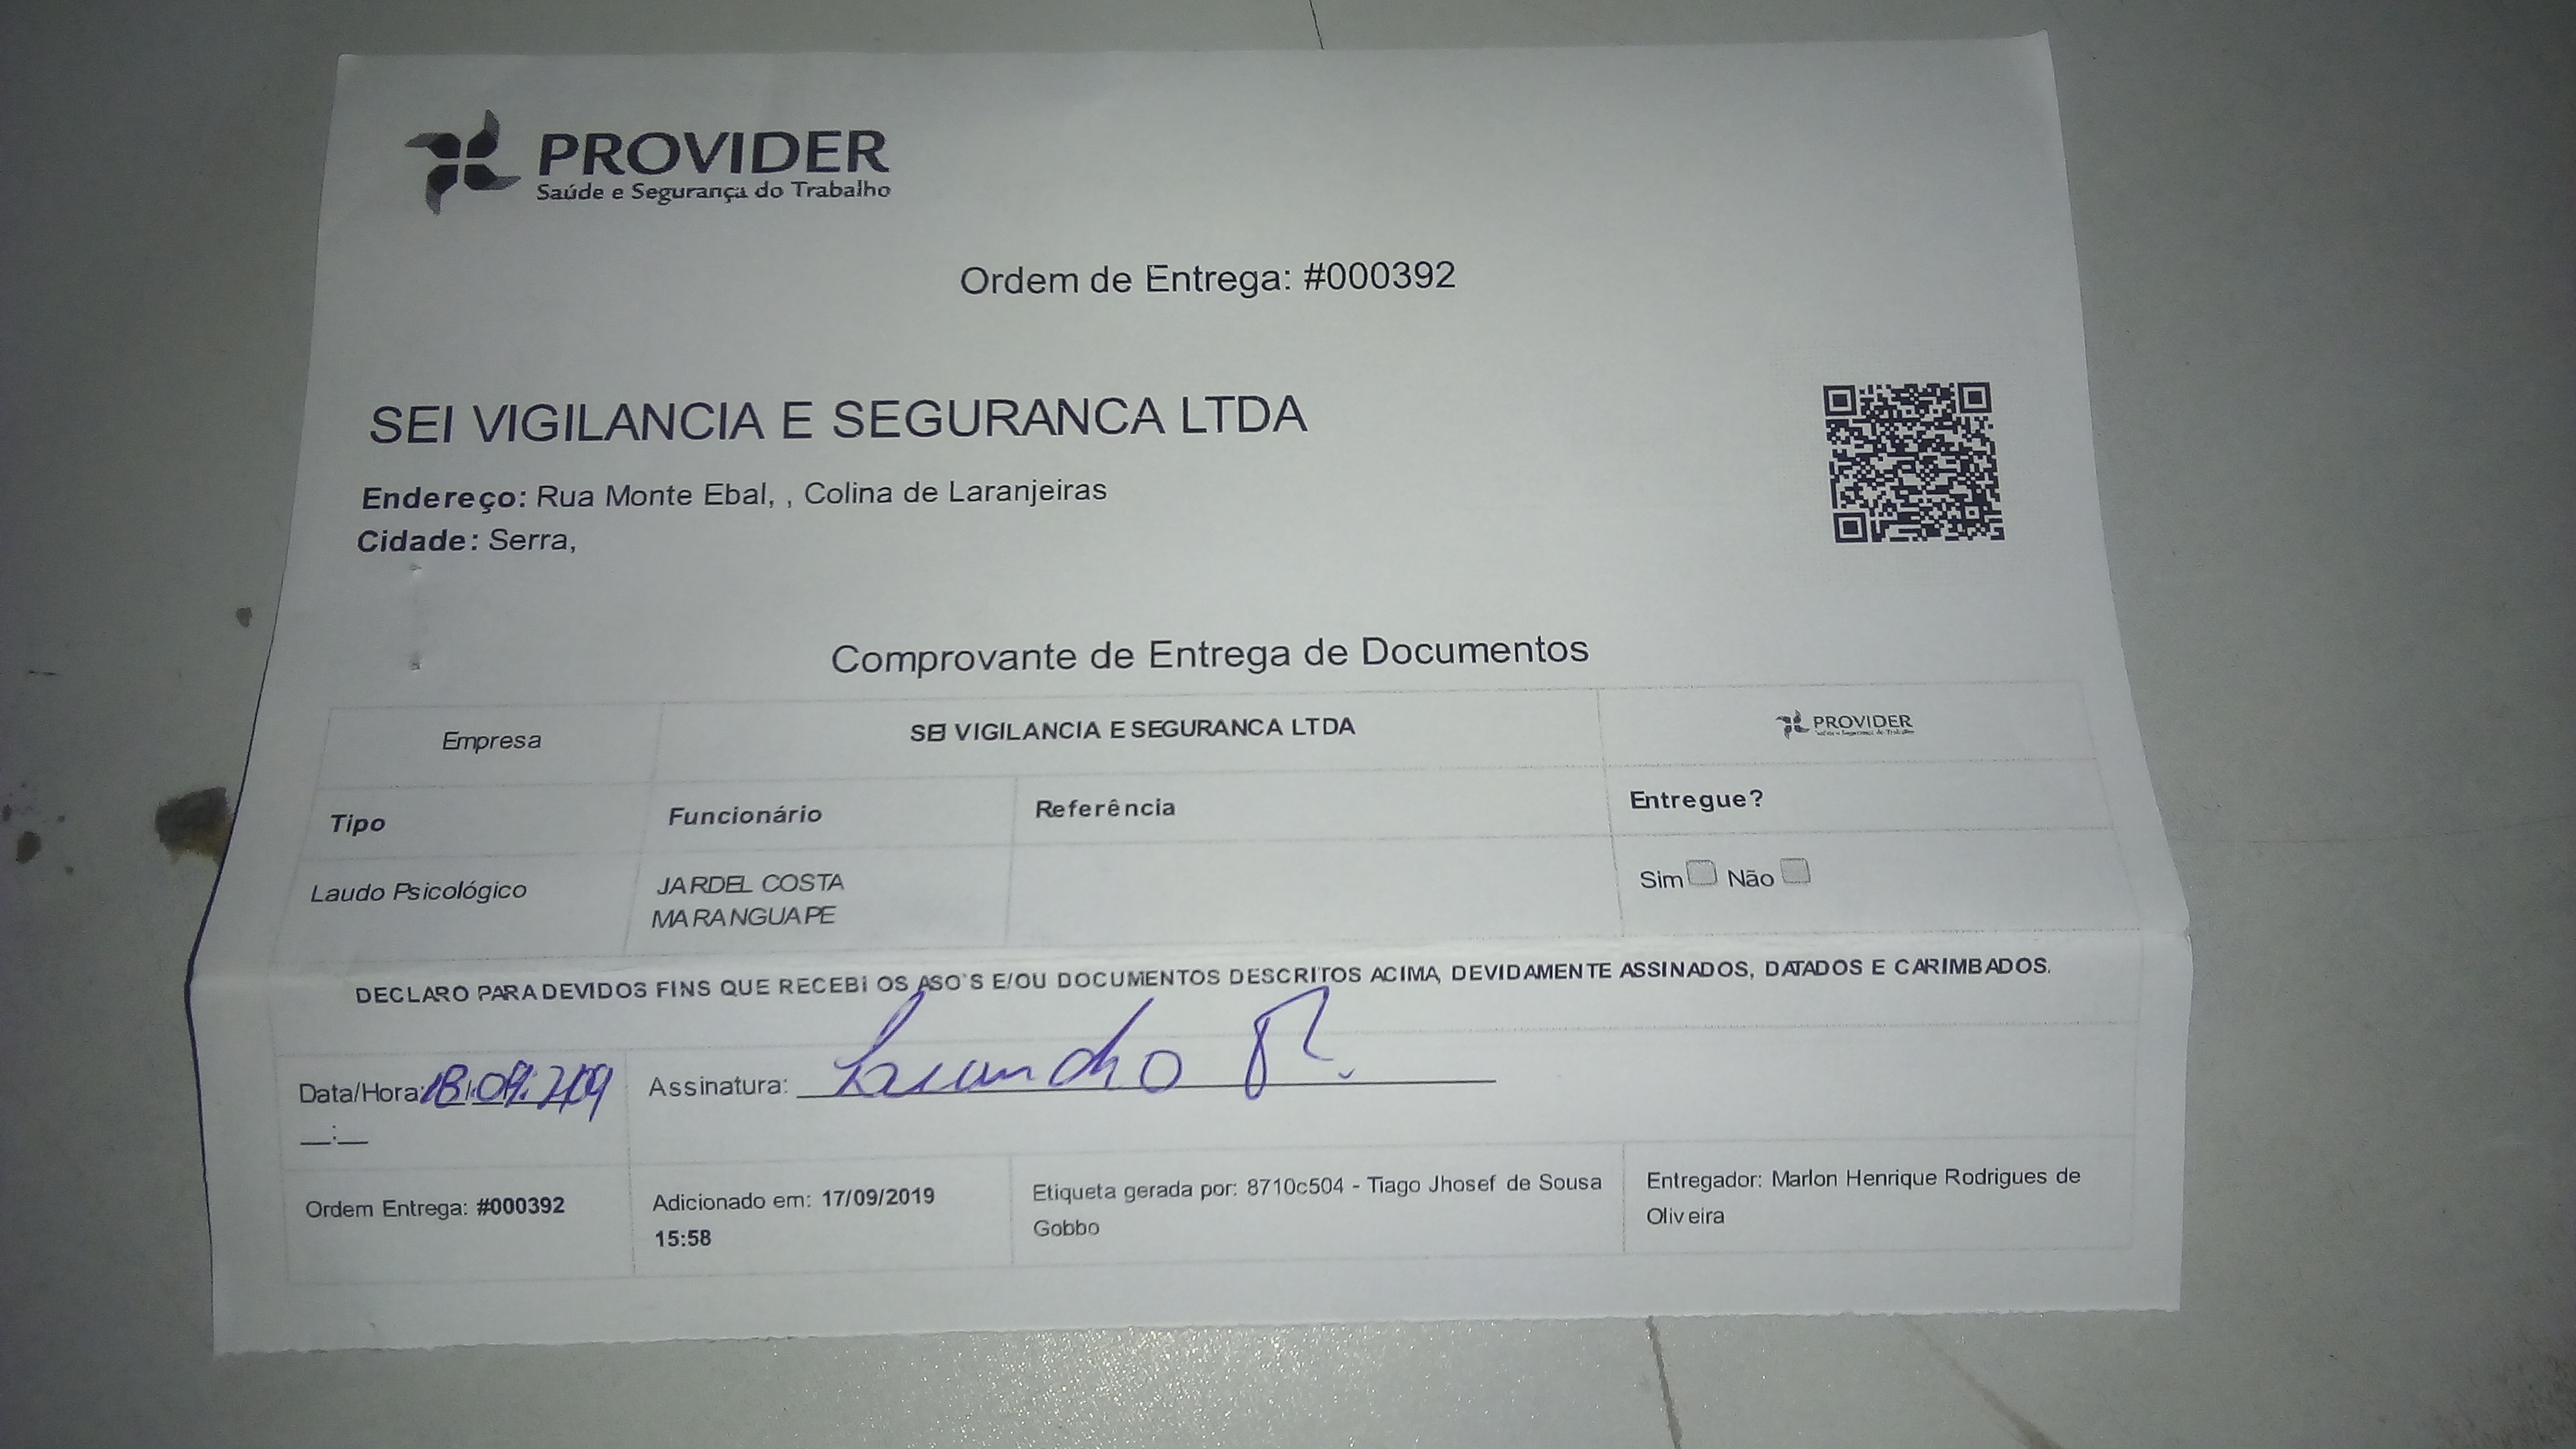 PROVIDER
Saúde e Segurança do Trabalho
Ordem de Entrega: #000392
SEI VIGILANCIA E SEGURANCA LTDA
Endereço: Rua Monte Ebal, , Colina de Laranjeiras
Cidade: Serra,
Comprovante de Entrega de Documentos
Empresa SEI VIGILANCIA E SEGURANCA LTDA PROVIDER
Saúde e Segurança do Trabalho
Tipo Funcionário Referência Entregue?
Laudo Psicológico JARDEL COSTA Sim Não
MARANGUAPE
DECLARO PARA DEVIDOS FINS QUE RECEBI OS ASO'S E/OU DOCUMENTOS DESCRITOS ACIMA, DEVIDAMENTE ASSINADOS, DATADOS E CARIMBADOS.
Data/Hora: 18/09/ Assinatura:
__:__
Ordem Entrega: #000392 Adicionado em: 17/09/2019 Etiqueta gerada por: 8710c504 - Tiago Jhosef de Sousa Entregador: Marlon Henrique Rodrigues de
15:58 Gobbo Oliveira